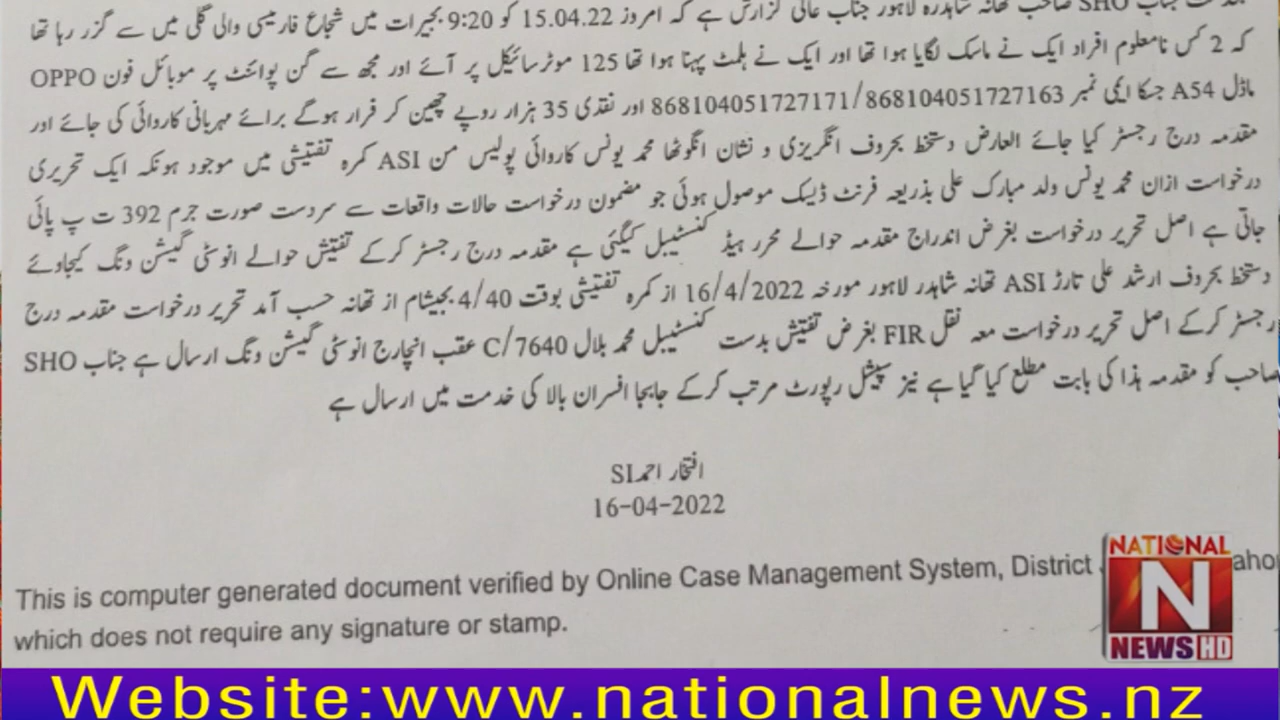 SHO صاحب تھانہ شاہدرہ لاہور جناب عالی گزارش ہے کہ امروز 15.04.22 کو 9:20 بجےرات میں شجاع فارمیسی والی گلی میں سے گزر رہا تھا
کہ 2 کس نامعلوم افراد ایک نے ماسک لگایا ہوا تھا اور ایک نے ہلمٹ پہنا ہوا تھا 125 موٹرسائیکل پر آئے اور مجھ سے گن پوائنٹ پر موبائل فون OPPO
ماڈل A54 جسکا ایمی نمبر 868104051727171/868104051727163 اور نقدی 35 ہزار روپے چھین کر فرار ہوگے برائے مہربانی کاروائی کی جائے اور
مقدمہ درج رجسٹر کیا جائے العارض دستخط بحروف انگریزی و نشان انگوٹھا محمد یونس کاروائی پولیس من ASI کمرہ تفتیشی میں موجود ہونکہ ایک تحریری
درخواست ازان محمد یونس ولد مبارک علی بذریعہ فرنٹ ڈیسک موصول ہوئی جو مضمون درخواست حالات واقعات سے سردست صورت جرم 392 ت پ پائی
جاتی ہے اصل تحریر درخواست بغرض اندراج مقدمہ حوالے محرر ہیڈ کنسٹیبل کیگئی ہے مقدمہ درج رجسٹر کرکے تفتیش حوالے انوسٹی گیشن ونگ کیجاوئے
دستخط بحروف ارشد علی تارڑ ASI تھانہ شاہدر لاہور مورخہ 16/4/2022 از کمرہ تفتیشی بوقت 4/40 بجےشام از تھانہ حسب آمد تحریر درخواست مقدمہ درج
رجسٹر کرکے اصل تحریر درخواست معہ نقل FIR بغرض تفتیش بدست کنسٹیبل محمد بلال 7640/C عقب انچارج انوسٹی گیشن ونگ ارسال ہے جناب SHO
صاحب کو مقدمہ ہذا کی بابت مطلع کیا گیا ہے نیز سپیشل رپورٹ مرتب کرکے جابجا افسران بالا کی خدمت میں ارسال ہے
افتخار احمد SI
16-04-2022
This is computer generated document verified by Online Case Management System, District
which does not require any signature or stamp.
NATIONAL
N
NEWS HD
Website:www.nationalnews.nz